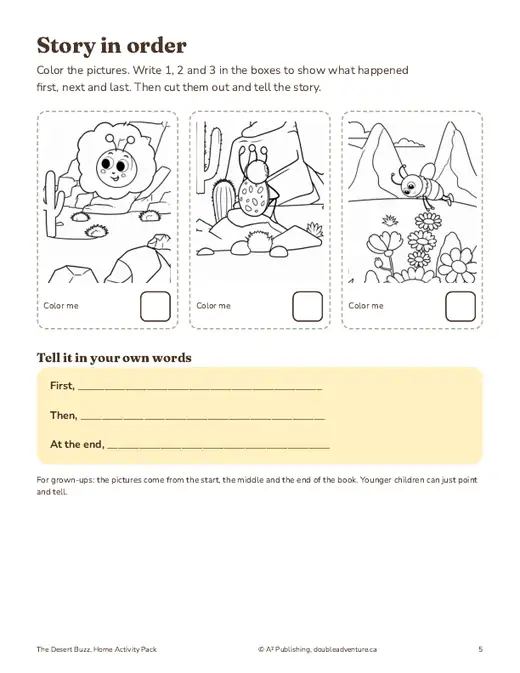 Story in order
Color the pictures. Write 1, 2 and 3 in the boxes to show what happened
first, next and last. Then cut them out and tell the story.
Color me
Color me
Color me
Tell it in your own words
First, ______________________________________________
Then, ______________________________________________
At the end, __________________________________________
For grown-ups: the pictures come from the start, the middle and the end of the book. Younger children can just point
and tell.
The Desert Buzz, Home Activity Pack
© A² Publishing, doubleadventure.ca
5